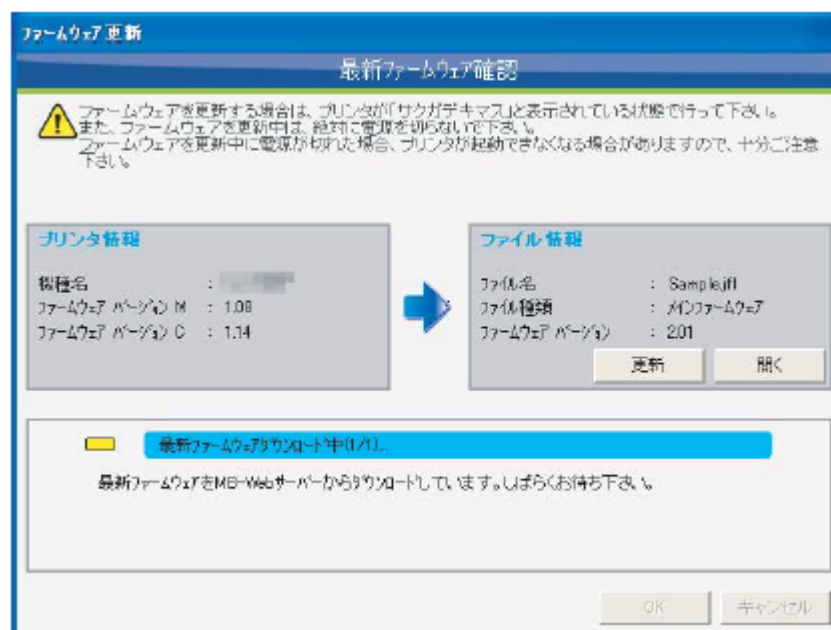 ファームウェア更新
最新ファームウェア確認
ファームウェアを更新する場合は、プリンタが「サクガデキマス」と表示されている状態で行って下さい。
また、ファームウェアを更新中は、絶対に電源を切らないで下さい。
ファームウェアを更新中に電源が切れた場合、プリンタが起動できなくなる場合がありますので、十分ご注意
下さい。
プリンタ情報
機種名 :
ファームウェア バージョン M : 1.08
ファームウェア バージョン C : 1.14
ファイル情報
ファイル名 : Sample.jfl
ファイル種類 : メインファームウェア
ファームウェア バージョン : 2.01
更新 開く
最新ファームウェアダウンロード中(1/1)...
最新ファームウェアをMB-Webサーバーからダウンロードしています。しばらくお待ち下さい。
OK キャンセル